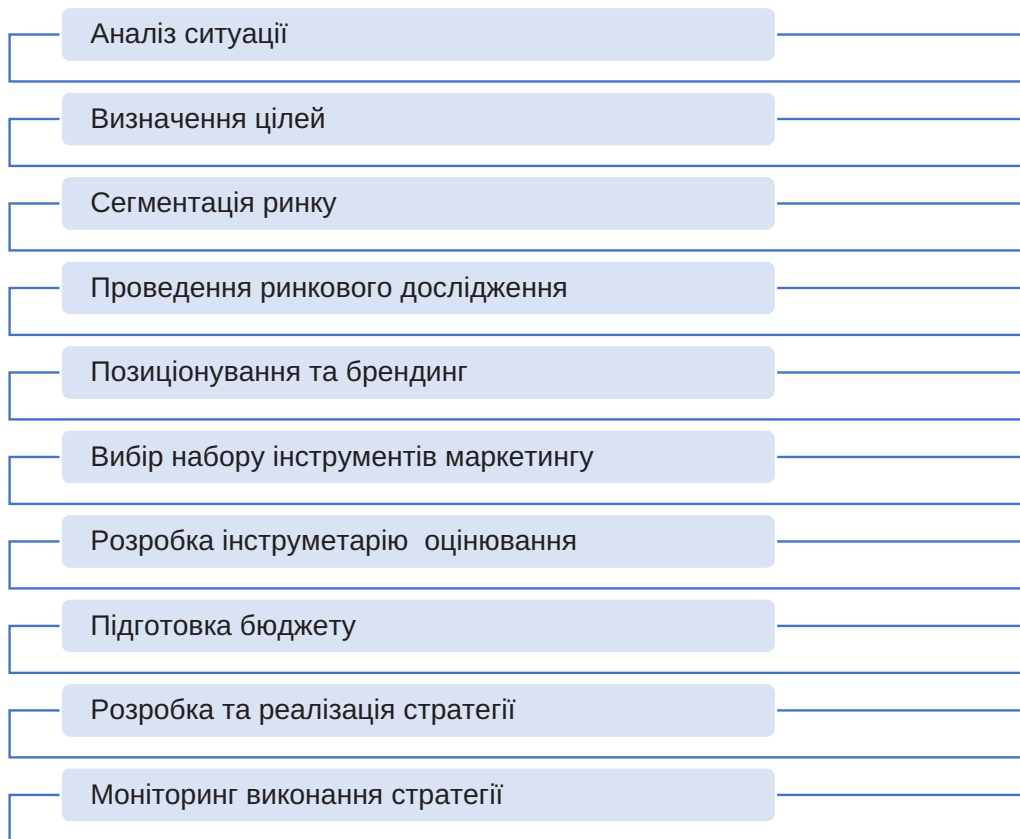 Аналіз ситуації
Визначення цілей
Сегментація ринку
Проведення ринкового дослідження
Позиціонування та брендинг
Вибір набору інструментів маркетингу
Розробка інструметарію  оцінювання
Підготовка бюджету
Розробка та реалізація стратегії
Моніторинг виконання стратегії